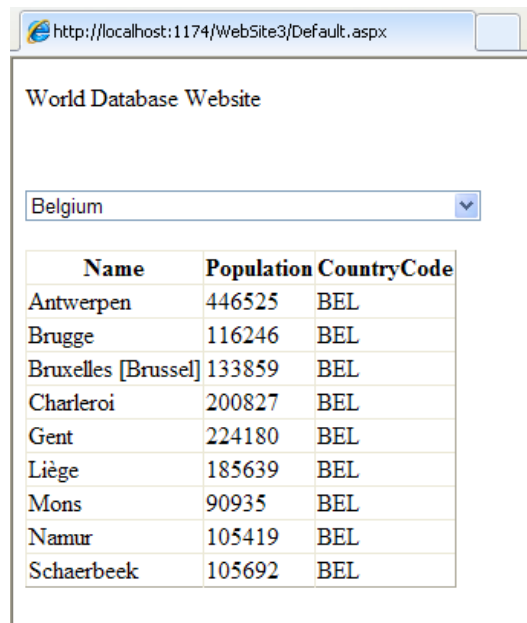 http://localhost:1174/WebSite3/Default.aspx
World Database Website
Belgium
Name Population CountryCode
Antwerpen 446525 BEL
Brugge 116246 BEL
Bruxelles [Brussel] 133859 BEL
Charleroi 200827 BEL
Gent 224180 BEL
Liège 185639 BEL
Mons 90935 BEL
Namur 105419 BEL
Schaerbeek 105692 BEL